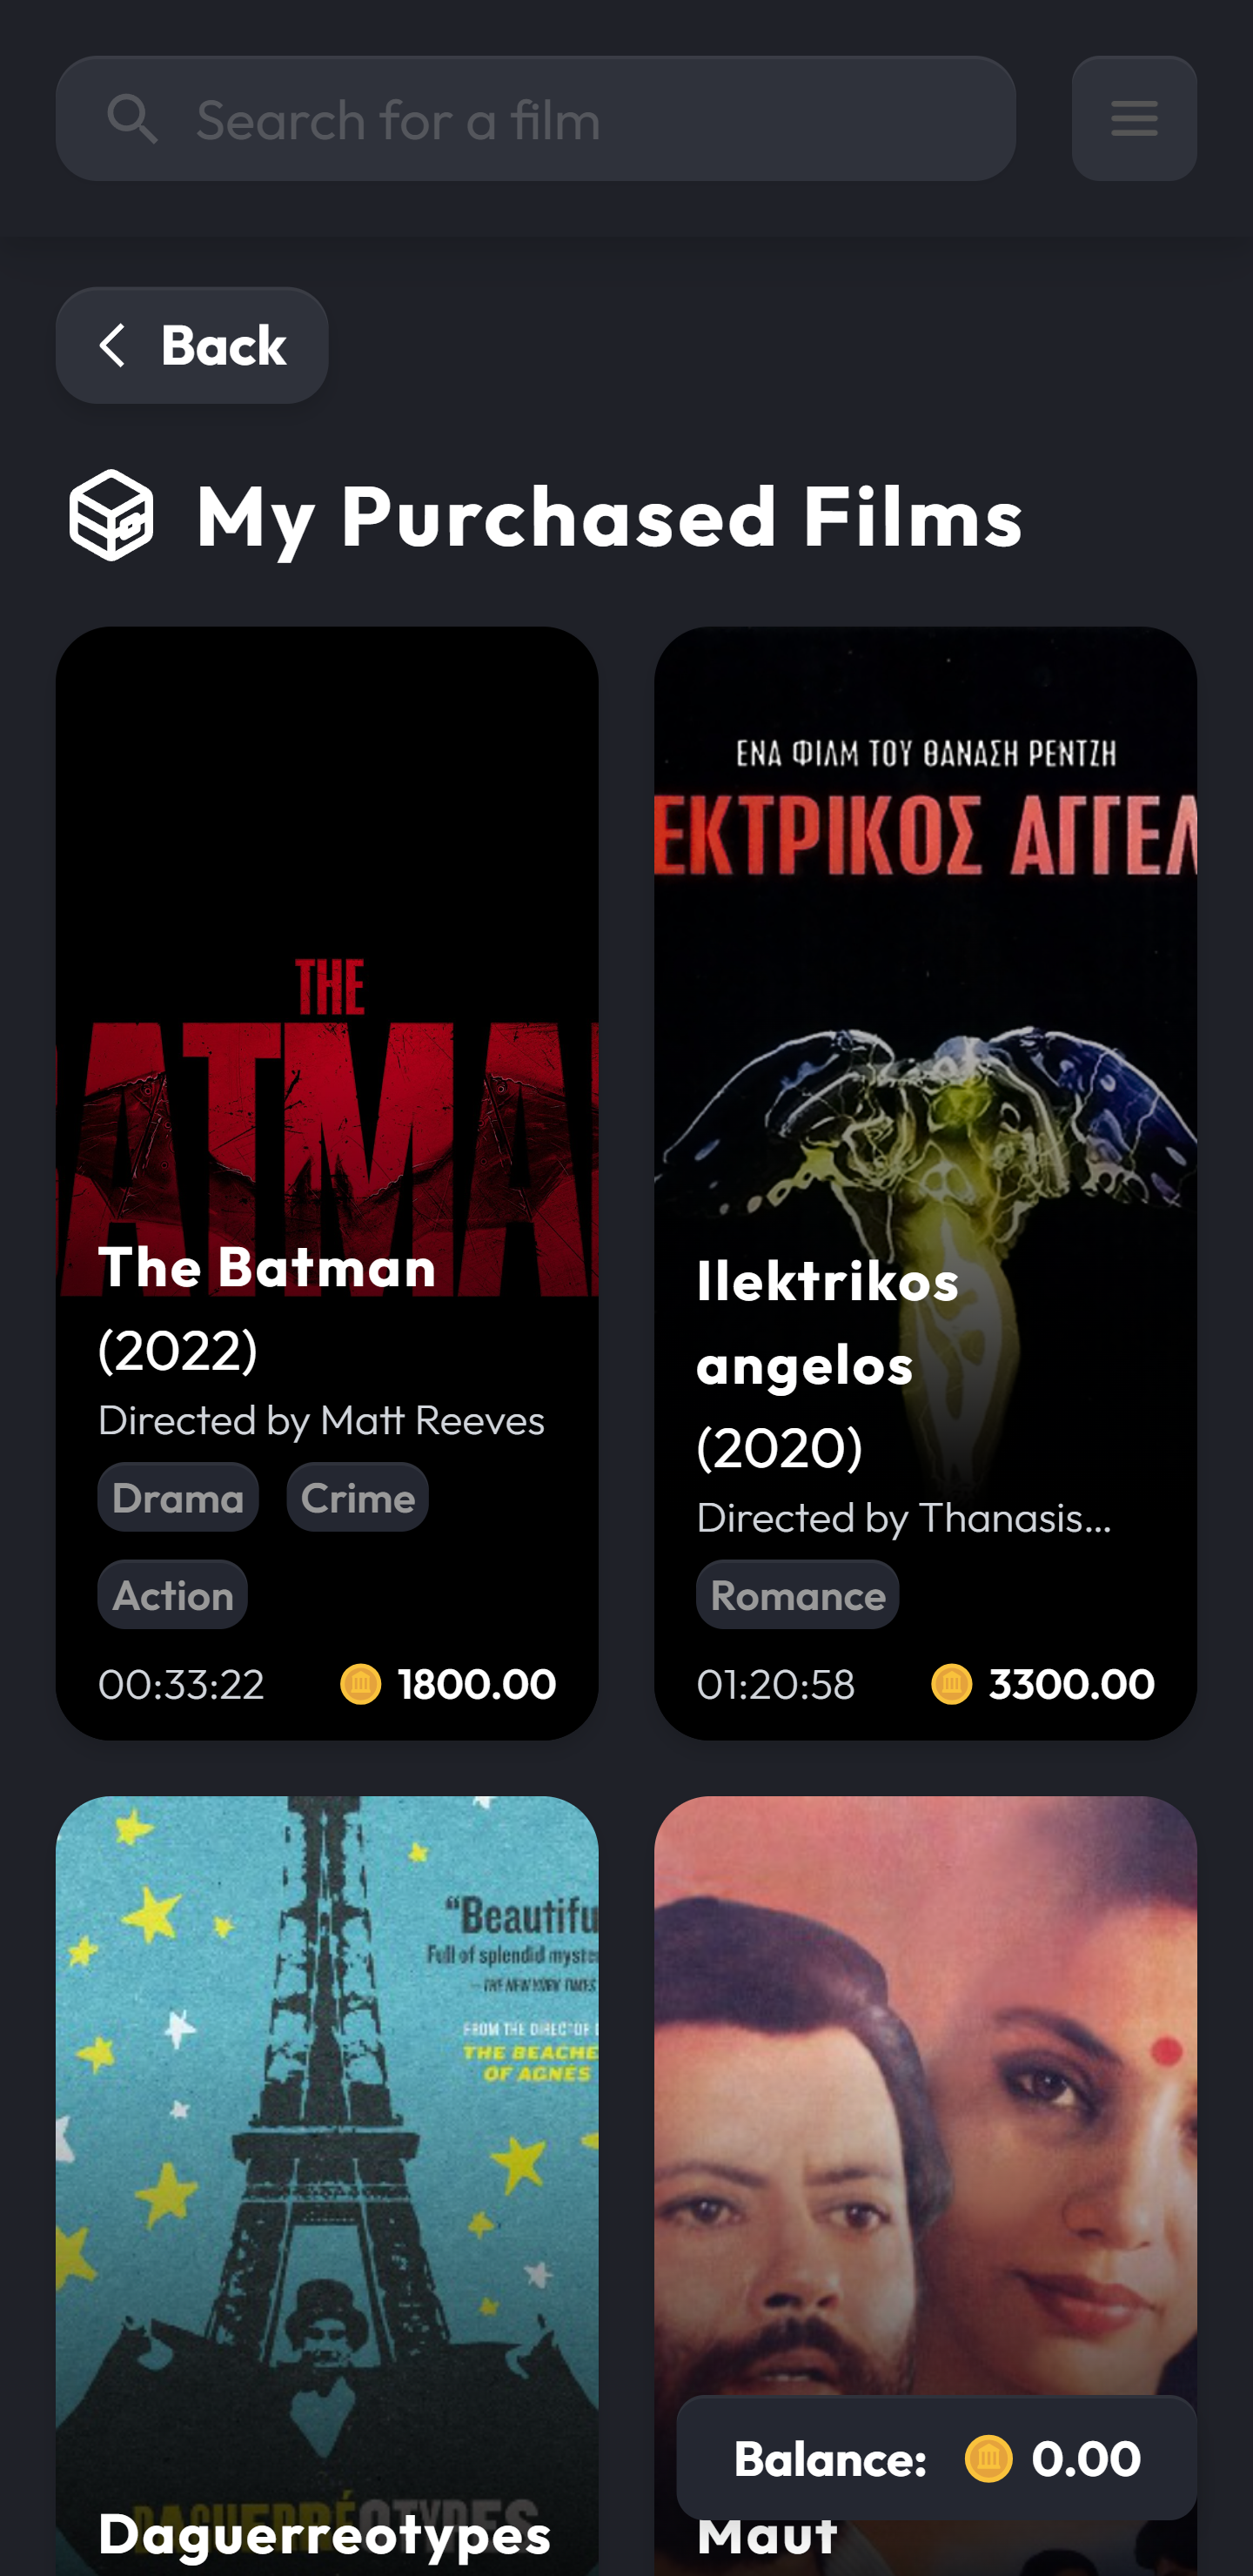 Search for a film
Back
My Purchased Films
THE
ATMA
The Batman
(2022)
Directed by Matt Reeves
Drama
Crime
Action
00:33:22
1800.00
ΕΝΑ ΦΙΛΜ ΤΟΥ ΘΑΝΑΣΗ ΡΕΝΤΖΗ
ΕΚΤΡΙΚΟΣ ΑΓΓΕΛ
Ilektrikos
angelos
(2020)
Directed by Thanasis...
Romance
01:20:58
3300.00
“Beautifu
Full of splendid myste
– THE NEW YORK TIMES
FROM THE DIRECTOR
THE BEACHE
OF AGNÈS
DAGUERRÉOTYPES
Daguerreotypes
Balance:
0.00
Maut